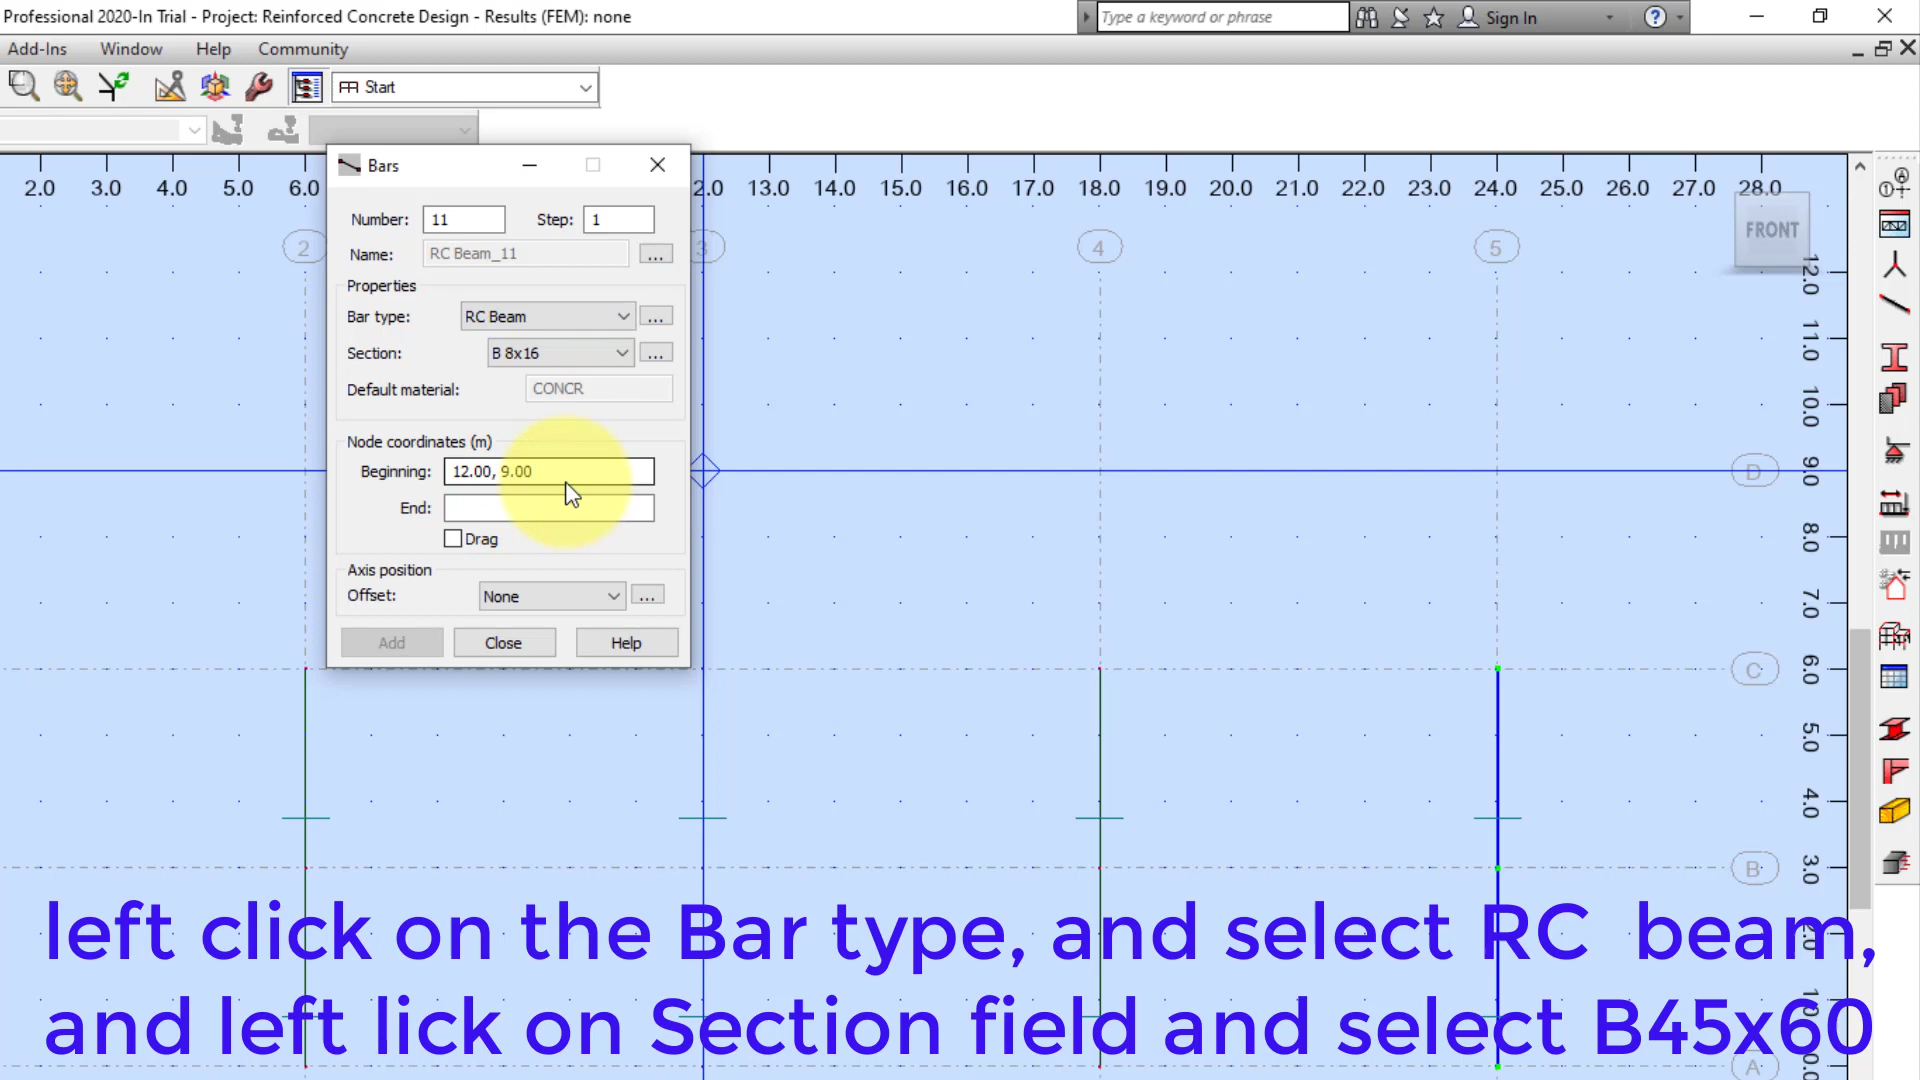 Professional 2020-In Trial - Project: Reinforced Concrete Design - Results (FEM): none
Type a keyword or phrase
Sign In
Add-Ins Window Help Community
Start
2.0 3.0 4.0 5.0 6.0 2.0 13.0 14.0 15.0 16.0 17.0 18.0 19.0 20.0 21.0 22.0 23.0 24.0 25.0 26.0 27.0 28.0
2 3 4 5
FRONT
Bars
Number: 11 Step: 1
Name: RC Beam_11 ...
Properties
Bar type: RC Beam ...
Section: B 8x16 ...
Default material: CONCR
Node coordinates (m)
Beginning: 12.00, 9.00
End:
Drag
Axis position
Offset: None ...
Add Close Help
12.0
11.0
10.0
9.0
8.0
7.0
6.0
5.0
4.0
3.0
2.0
D
C
B
A
left click on the Bar type, and select RC beam,
and left lick on Section field and select B45x60